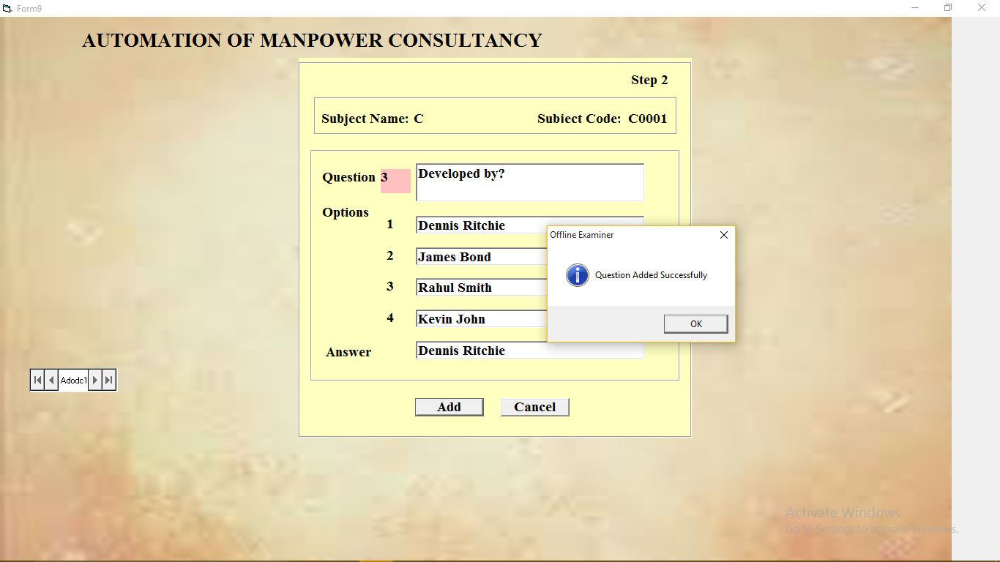 Form9
AUTOMATION OF MANPOWER CONSULTANCY
Step 2
Subject Name: C Subiect Code: C0001
Question 3 Developed by?
Options
1 Dennis Ritchie
2 James Bond
3 Rahul Smith
4 Kevin John
Answer Dennis Ritchie
Offline Examiner
Question Added Successfully
OK
Adodc1
Add Cancel
Activate Windows
Go to Settings to activate Windows.